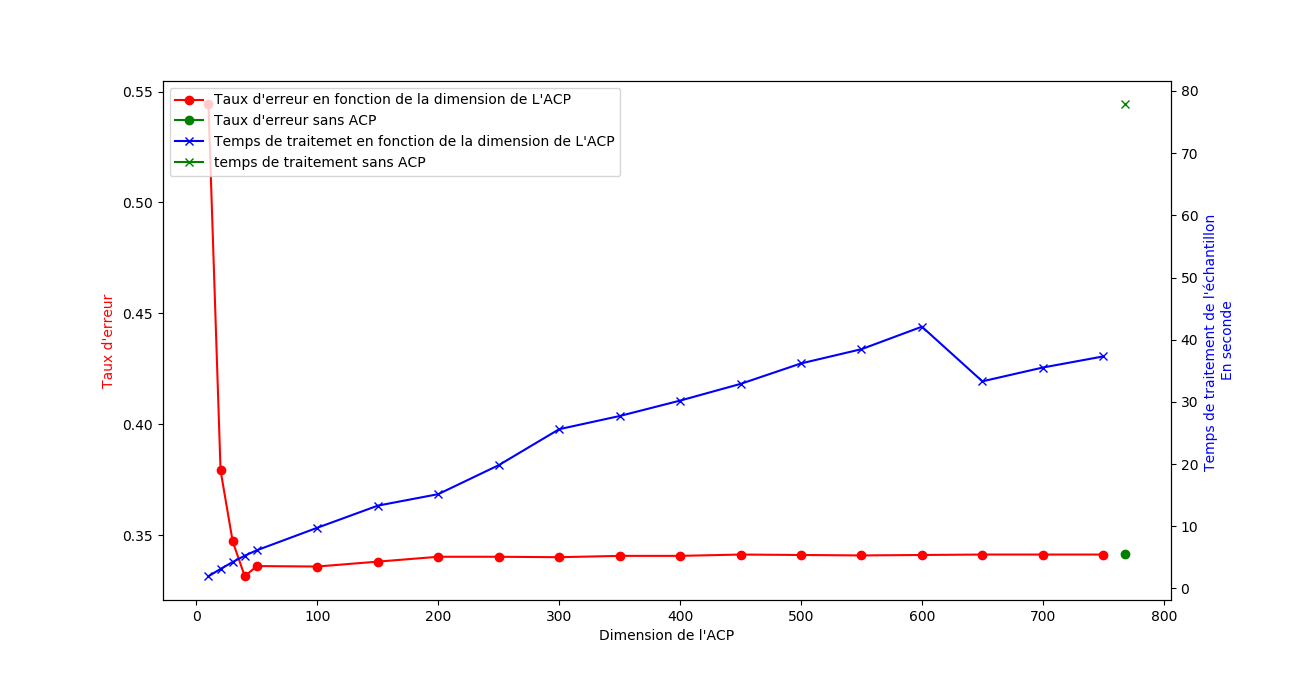 Taux d'erreur en fonction de la dimension de L'ACP
Taux d'erreur sans ACP
Temps de traitemet en fonction de la dimension de L'ACP
temps de traitement sans ACP
0.55
0.50
0.45
0.40
0.35
Taux d'erreur
80
70
60
50
40
30
20
10
0
Temps de traitement de l'échantillon
En seconde
0 100 200 300 400 500 600 700 800
Dimension de l'ACP